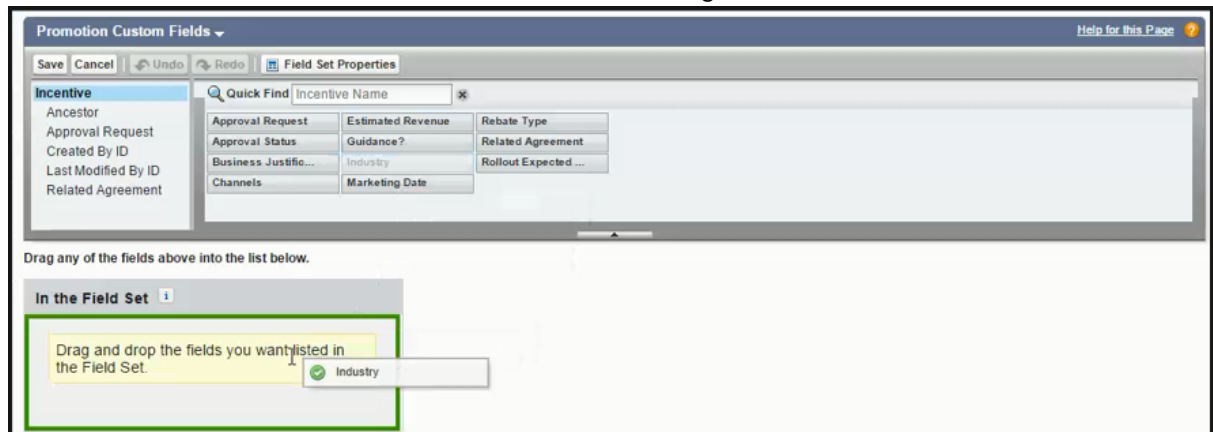 Promotion Custom Fields
Help for this Page ?
Save Cancel Undo Redo Field Set Properties
Incentive
Ancestor
Approval Request
Created By ID
Last Modified By ID
Related Agreement
Quick Find Incentive Name
Approval Request Estimated Revenue Rebate Type
Approval Status Guidance? Related Agreement
Business Justific... Industry Rollout Expected ...
Channels Marketing Date
Drag any of the fields above into the list below.
In the Field Set i
Drag and drop the fields you want listed in
the Field Set.
Industry